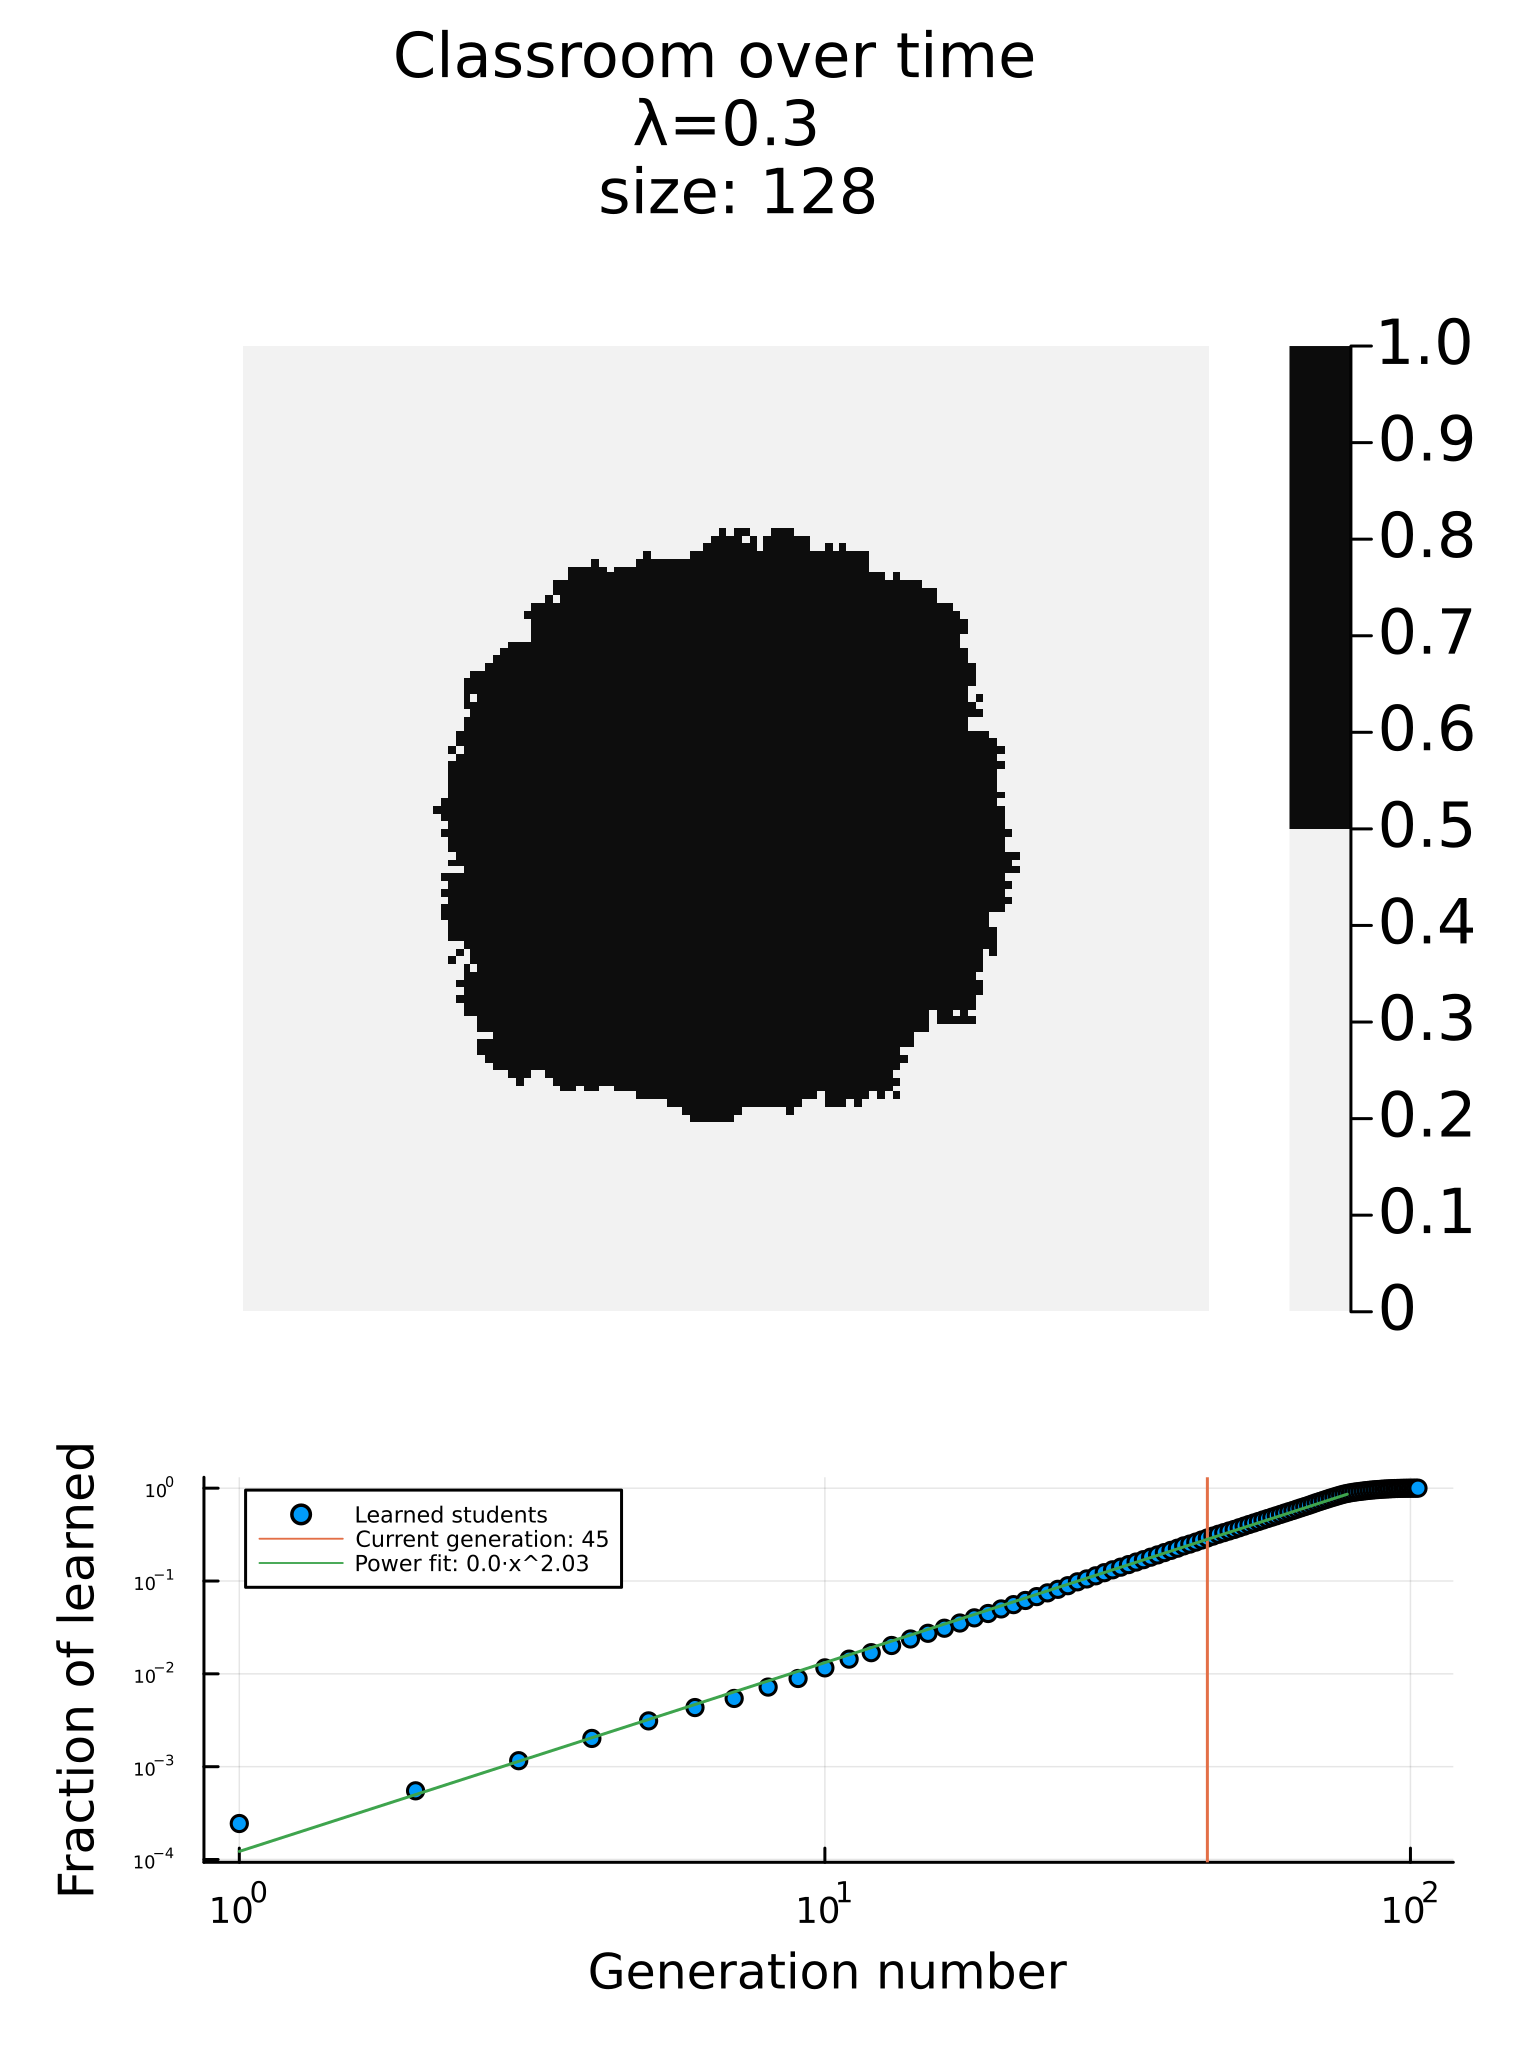 Classroom over time
λ=0.3
size: 128
1.0
0.9
0.8
0.7
0.6
0.5
0.4
0.3
0.2
0.1
0
Fraction of learned
10^0
10^-1
10^-2
10^-3
10^-4
Learned students
Current generation: 45
Power fit: 0.0·x^2.03
10^0
10^1
10^2
Generation number